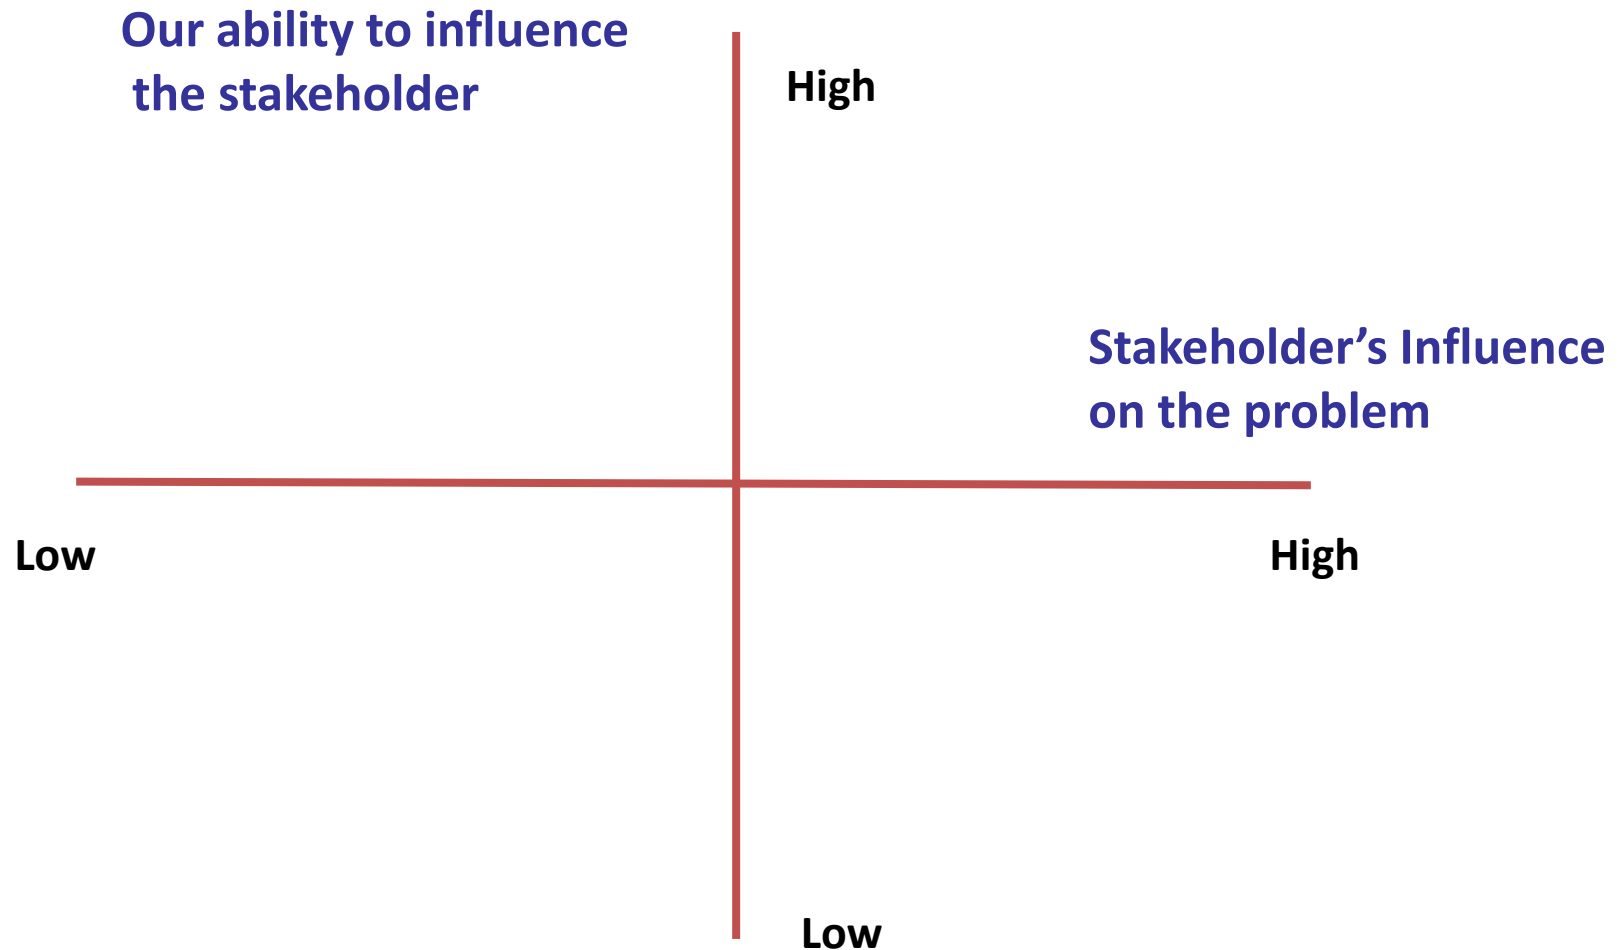 Our ability to influence
the stakeholder
High
Stakeholder’s Influence
on the problem
Low
High
Low